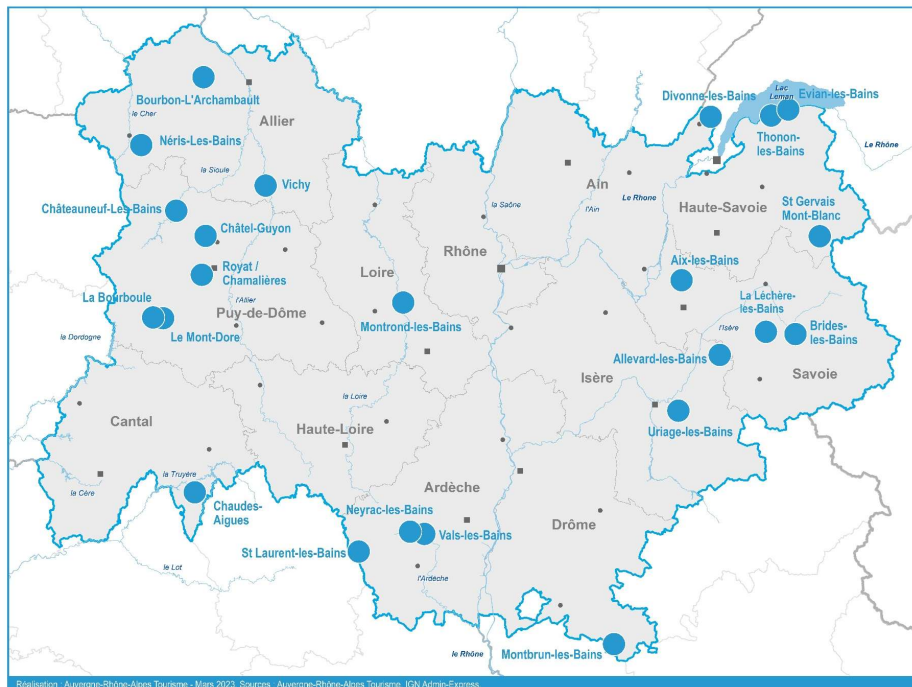 Bourbon-L'Archambault
Allier
le Cher
Néris-Les-Bains
la Sioule
Vichy
Châteauneuf-Les-Bains
Châtel-Guyon
Royat /
Chamalières
La Bourboule
l'Allier
Puy-de-Dôme
Le Mont-Dore
la Dordogne
Loire
Montrond-les-Bains
Rhône
la Saône
Ain
l'Ain
Le Rhone
Divonne-les-Bains
Lac
Leman
Evian-les-Bains
Thonon-
les-Bains
Le Rhône
Haute-Savoie
St Gervais
Mont-Blanc
Aix-les-Bains
La Léchère-
les-Bains
l'Isère
Brides-
les-Bains
Allevard-les-Bains
Savoie
Isère
Uriage-les-Bains
Cantal
la Loire
Haute-Loire
la Truyère
la Cère
Chaudes-
Aigues
Ardèche
Neyrac-les-Bains
Vals-les-Bains
St Laurent-les-Bains
l'Ardèche
le Lot
Drôme
le Rhône
Montbrun-les-Bains
Réalisation : Auvergne-Rhône-Alpes Tourisme - Mars 2023. Sources : Auvergne-Rhône-Alpes Tourisme, IGN Admin-Express